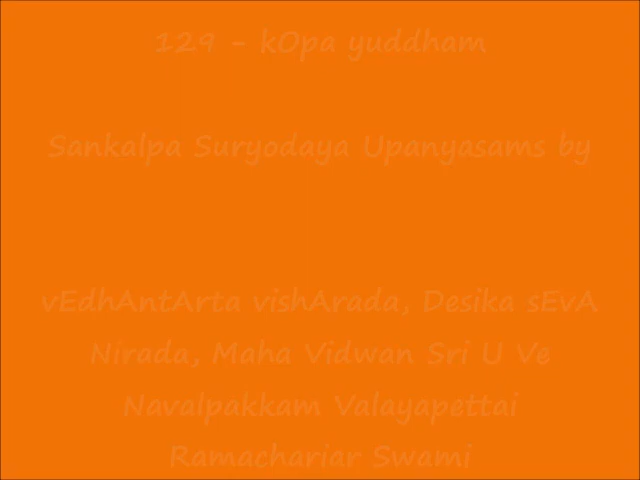 129 - kOpa yuddham
Sankalpa Suryodaya Upanyasams by
vEdhAntArta vishArada, Desika sEvA
Nirada, Maha Vidwan Sri U Ve
Navalpakkam Valayapettai
Ramachariar Swami